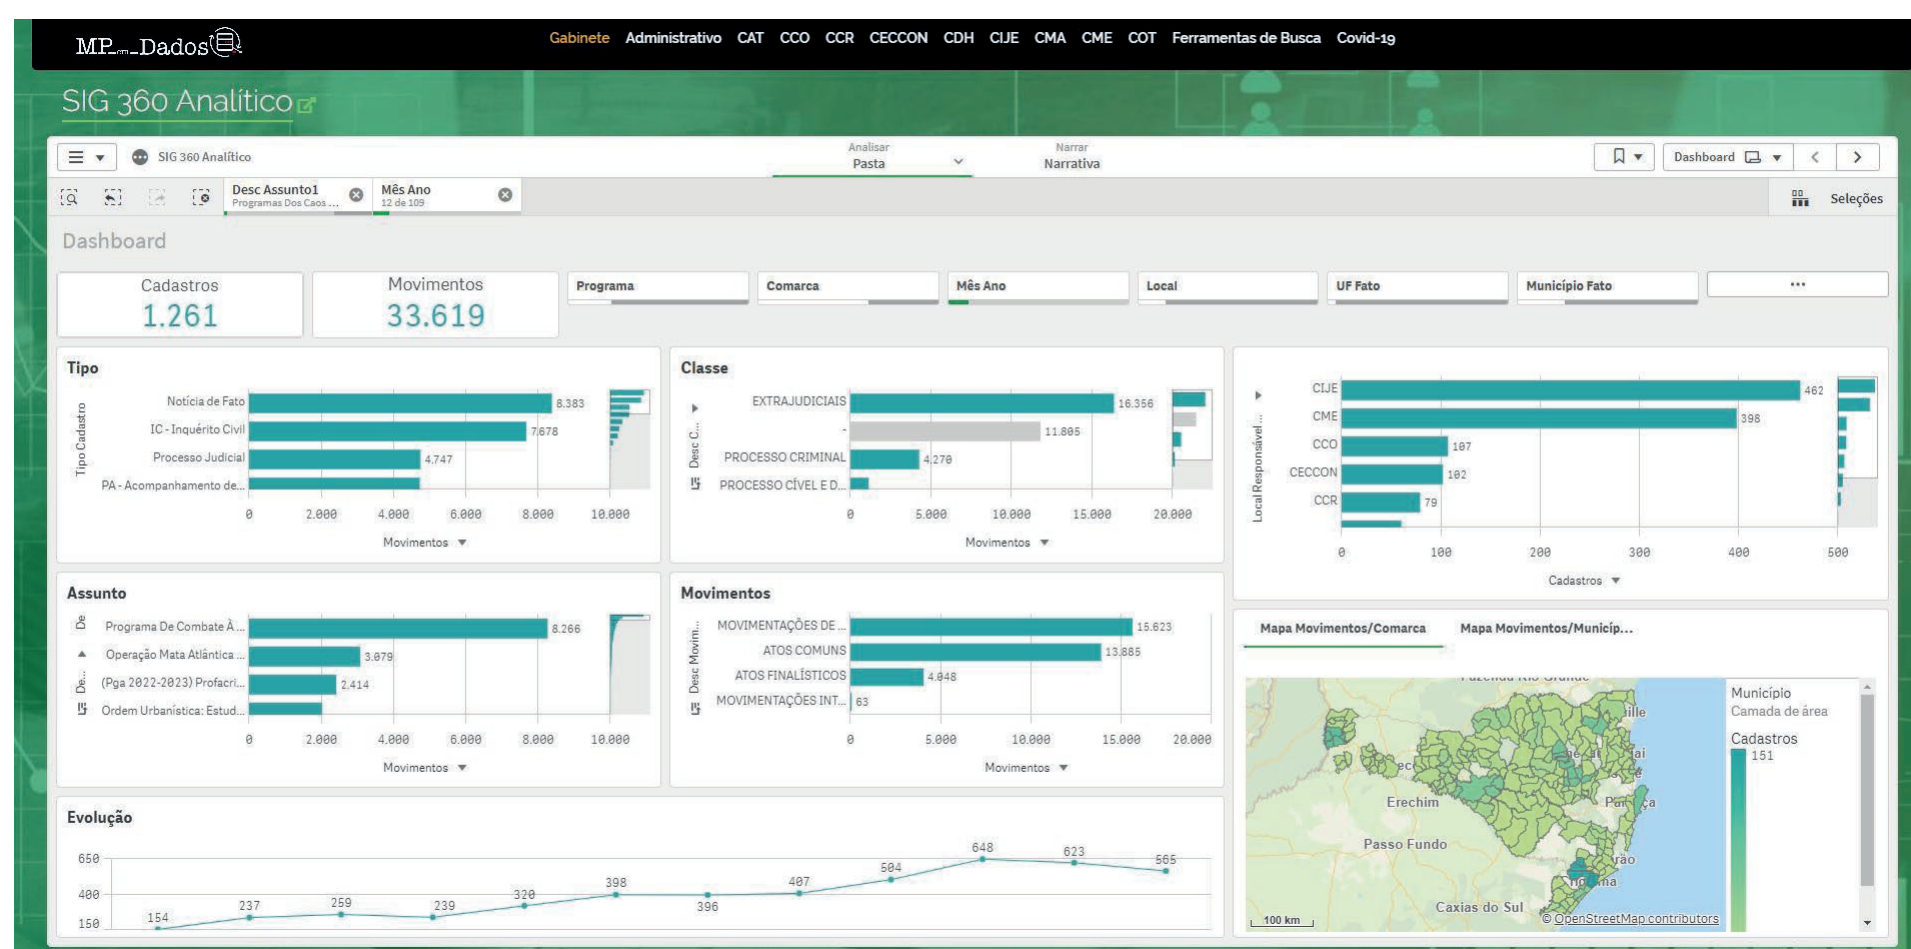 MP em Dados
Gabinete Administrativo CAT CCO CCR CECCON CDH CIJE CMA CME COT Ferramentas de Busca Covid-19
SIG 360 Analítico
SIG 360 Analítico
Analisar
Pasta
Narrar
Narrativa
Dashboard
Desc Assunto1
Programas Dos Caos ...
Mês Ano
12 de 109
Seleções
Dashboard
Cadastros
1.261
Movimentos
33.619
Programa
Comarca
Mês Ano
Local
UF Fato
Município Fato
...
Tipo
Tipo Cadastro
Notícia de Fato 8.383
IC - Inquérito Civil 7.678
Processo Judicial 4.747
PA - Acompanhamento de...
0 2.000 4.000 6.000 8.000 10.000
Movimentos
Classe
Desc C...
EXTRAJUDICIAIS 16.356
- 11.805
PROCESSO CRIMINAL 4.270
PROCESSO CÍVEL E D...
0 5.000 10.000 15.000 20.000
Movimentos
Local Responsável ...
CIJE 462
CME 398
CCO 107
CECCON 102
CCR 79
0 100 200 300 400 500
Cadastros
Assunto
De
De...
Programa De Combate À ... 8.266
Operação Mata Atlântica ... 3.079
(Pga 2022-2023) Profacri... 2.414
Ordem Urbanística: Estud...
0 2.000 4.000 6.000 8.000 10.000
Movimentos
Movimentos
Desc Movim...
MOVIMENTAÇÕES DE ... 15.623
ATOS COMUNS 13.885
ATOS FINALÍSTICOS 4.048
MOVIMENTAÇÕES INT... 63
0 5.000 10.000 15.000 20.000
Movimentos
Mapa Movimentos/Comarca
Mapa Movimentos/Municíp...
Município
Camada de área
Cadastros
151
ille
Erechim
Passo Fundo
Caxias do Sul
100 km
© OpenStreetMap contributors
Evolução
650
400
150
154 237 259 239 320 398 396 407 504 648 623 565